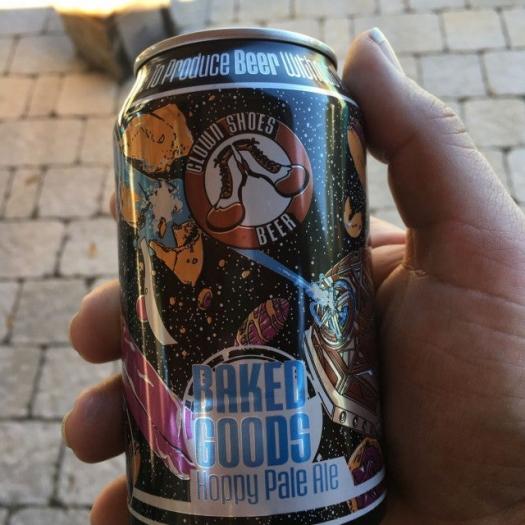 To Produce Beer With
CLOWN SHOES
BEER
BAKED
GOODS
Hoppy Pale Ale